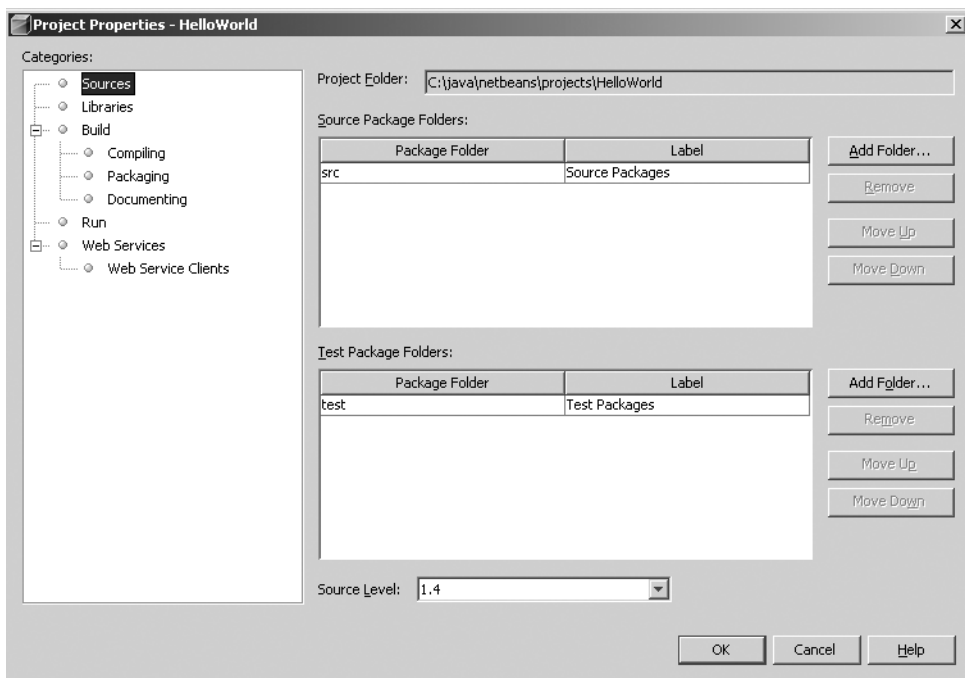 Project Properties - HelloWorld
Categories:
Sources
Libraries
Build
Compiling
Packaging
Documenting
Run
Web Services
Web Service Clients
Project Folder: C:\java\netbeans\projects\HelloWorld
Source Package Folders:
Package Folder Label
src Source Packages
Add Folder...
Remove
Move Up
Move Down
Test Package Folders:
Package Folder Label
test Test Packages
Add Folder...
Remove
Move Up
Move Down
Source Level: 1.4
OK Cancel Help